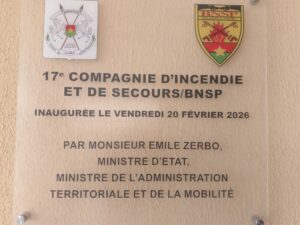 17e COMPAGNIE D'INCENDIE
ET DE SECOURS/BNSP
INAUGURÉE LE VENDREDI 20 FÉVRIER 2026
PAR MONSIEUR EMILE ZERBO,
MINISTRE D'ETAT,
MINISTRE DE L'ADMINISTRATION
TERRITORIALE ET DE LA MOBILITÉ